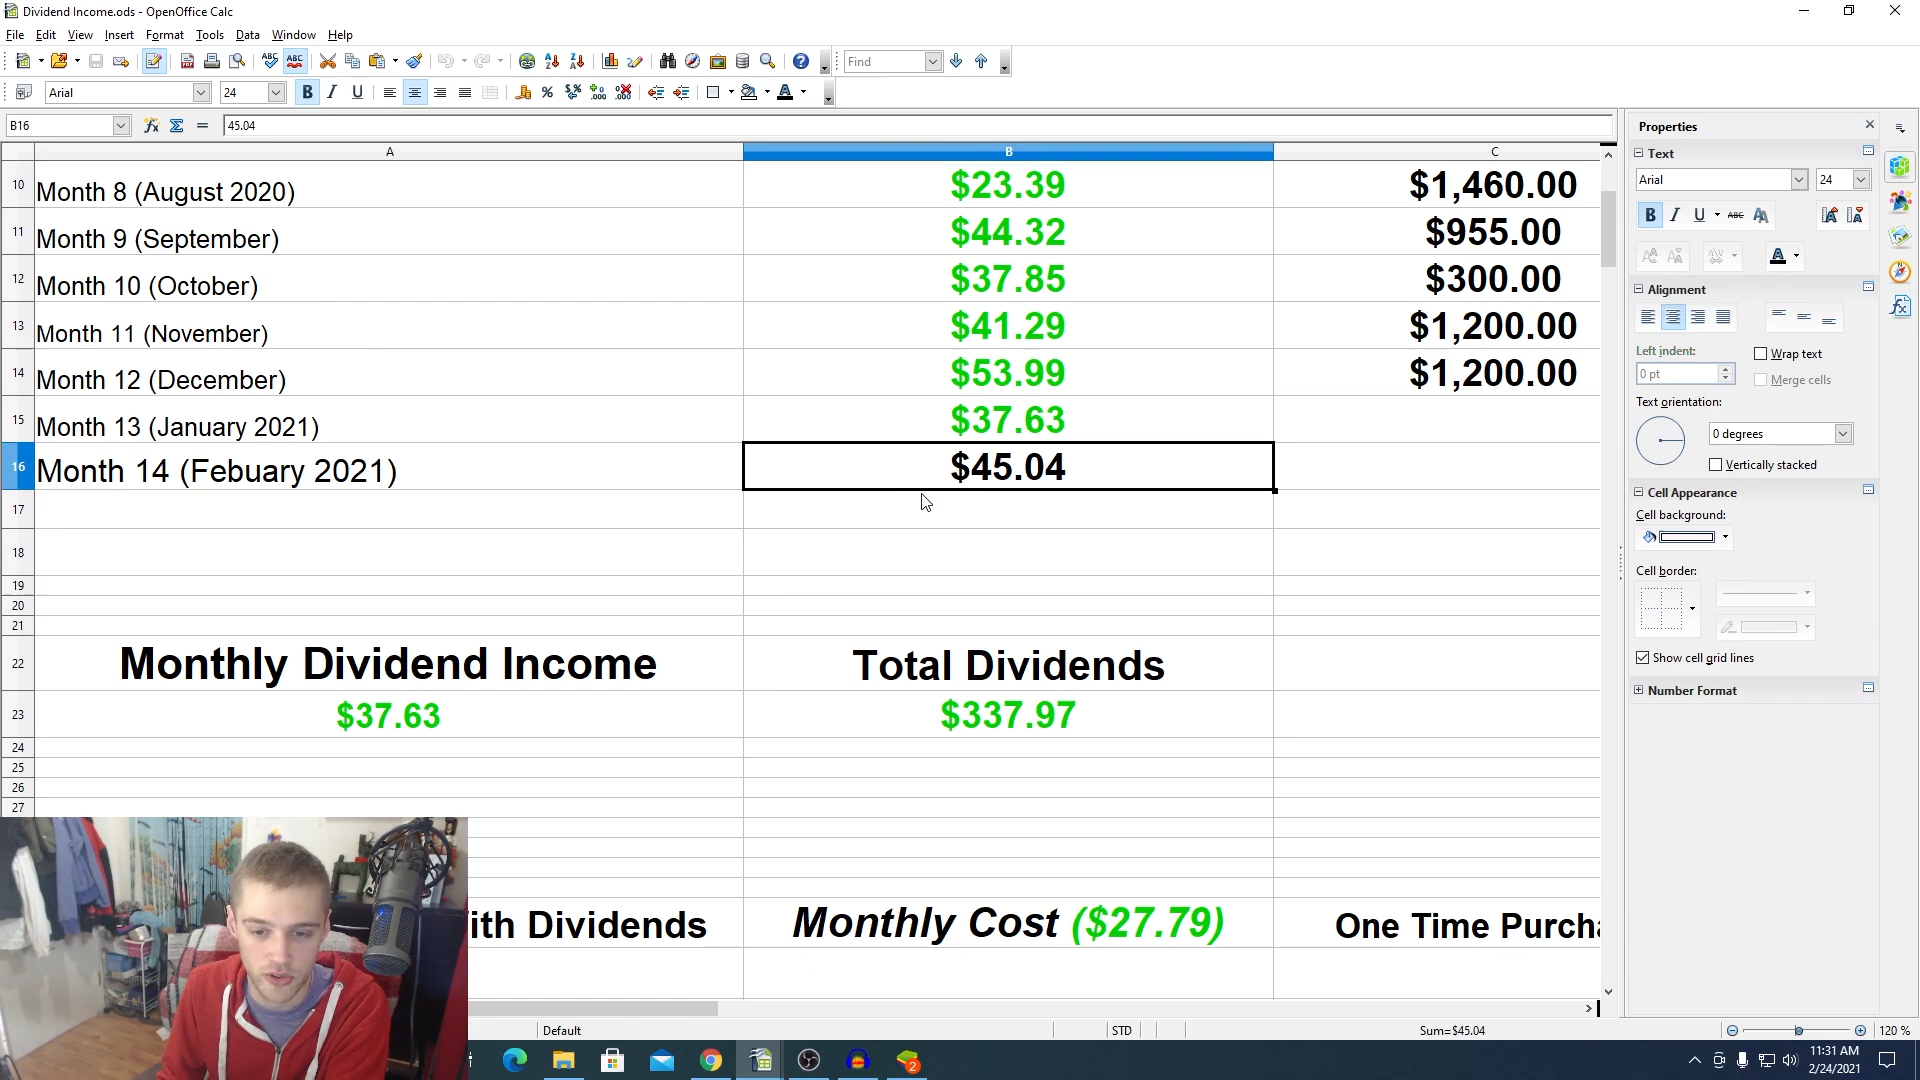 Dividend Income.ods - OpenOffice Calc
File Edit View Insert Format Tools Data Window Help
Find
Arial 24
B16 45.04
A B C
10 Month 8 (August 2020) $23.39 $1,460.00
11 Month 9 (September) $44.32 $955.00
12 Month 10 (October) $37.85 $300.00
13 Month 11 (November) $41.29 $1,200.00
14 Month 12 (December) $53.99 $1,200.00
15 Month 13 (January 2021) $37.63
16 Month 14 (Febuary 2021) $45.04
17
18
19
20
21
22 Monthly Dividend Income Total Dividends
23 $37.63 $337.97
24
25
26
27
ith Dividends Monthly Cost ($27.79) One Time Purcha
Default STD Sum=$45.04 120 %
Properties
Text
Arial 24
Alignment
Left indent: Wrap text
0 pt Merge cells
Text orientation:
0 degrees
Vertically stacked
Cell Appearance
Cell background:
Cell border:
Show cell grid lines
Number Format
2
11:31 AM
2/24/2021